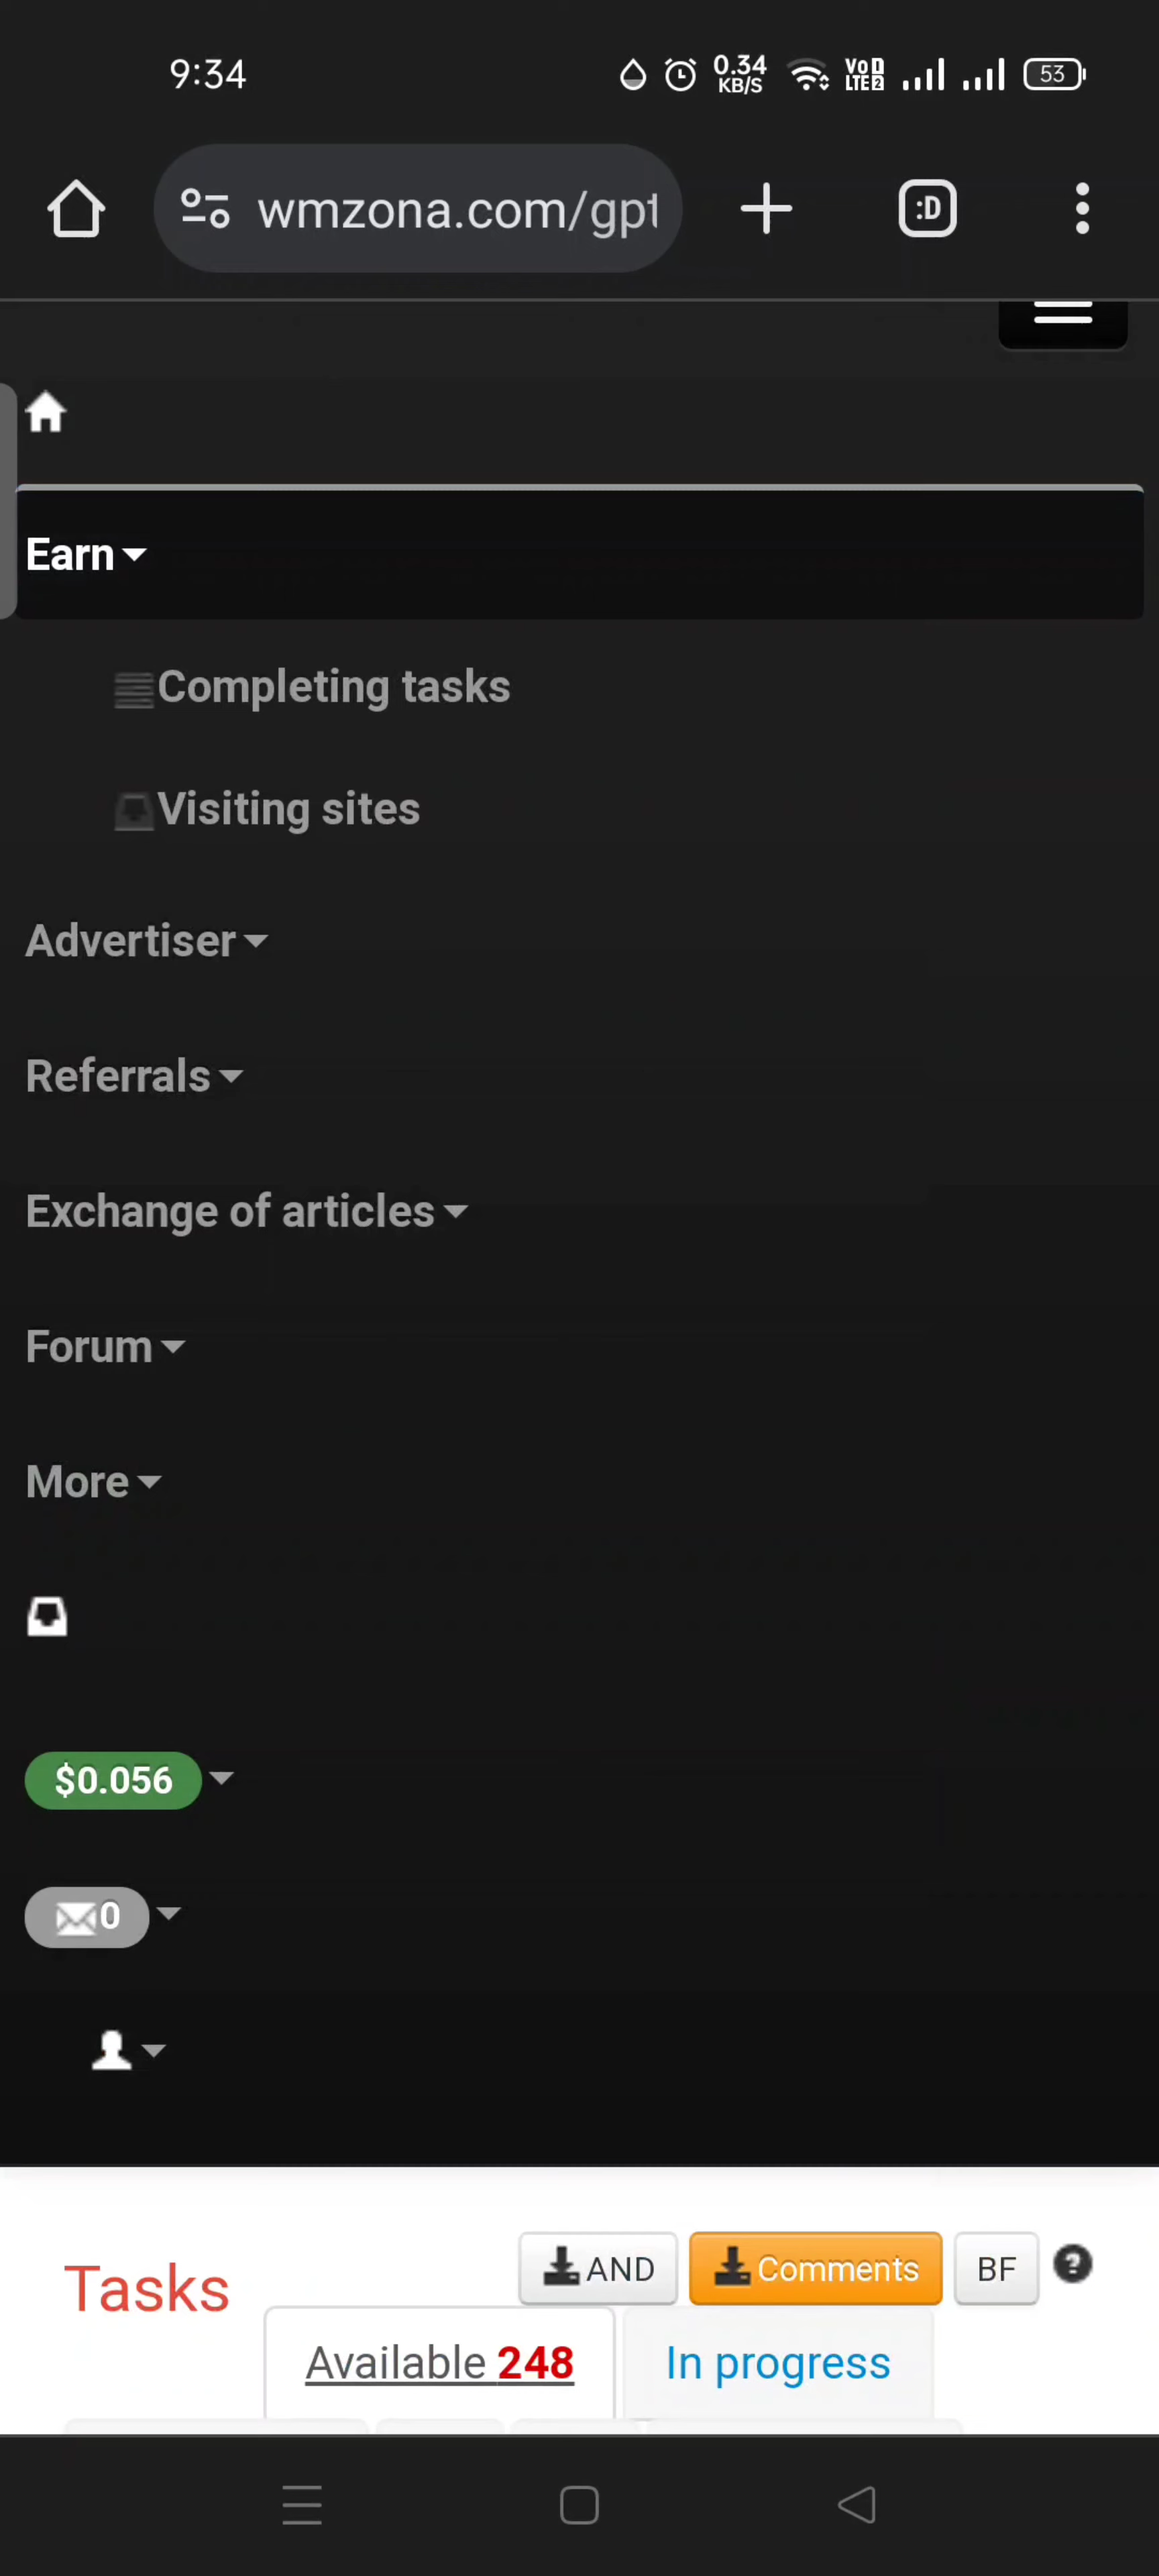 9:34
0.34 KB/S
VoD LTE2
53
wmzona.com/gpt
:D
Earn
Completing tasks
Visiting sites
Advertiser
Referrals
Exchange of articles
Forum
More
$0.056
0
Tasks
AND
Comments
BF
?
Available 248
In progress